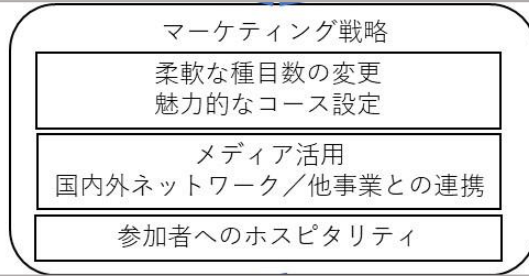 マーケティング戦略
柔軟な種目数の変更
魅力的なコース設定
メディア活用
国内外ネットワーク／他事業との連携
参加者へのホスピタリティ